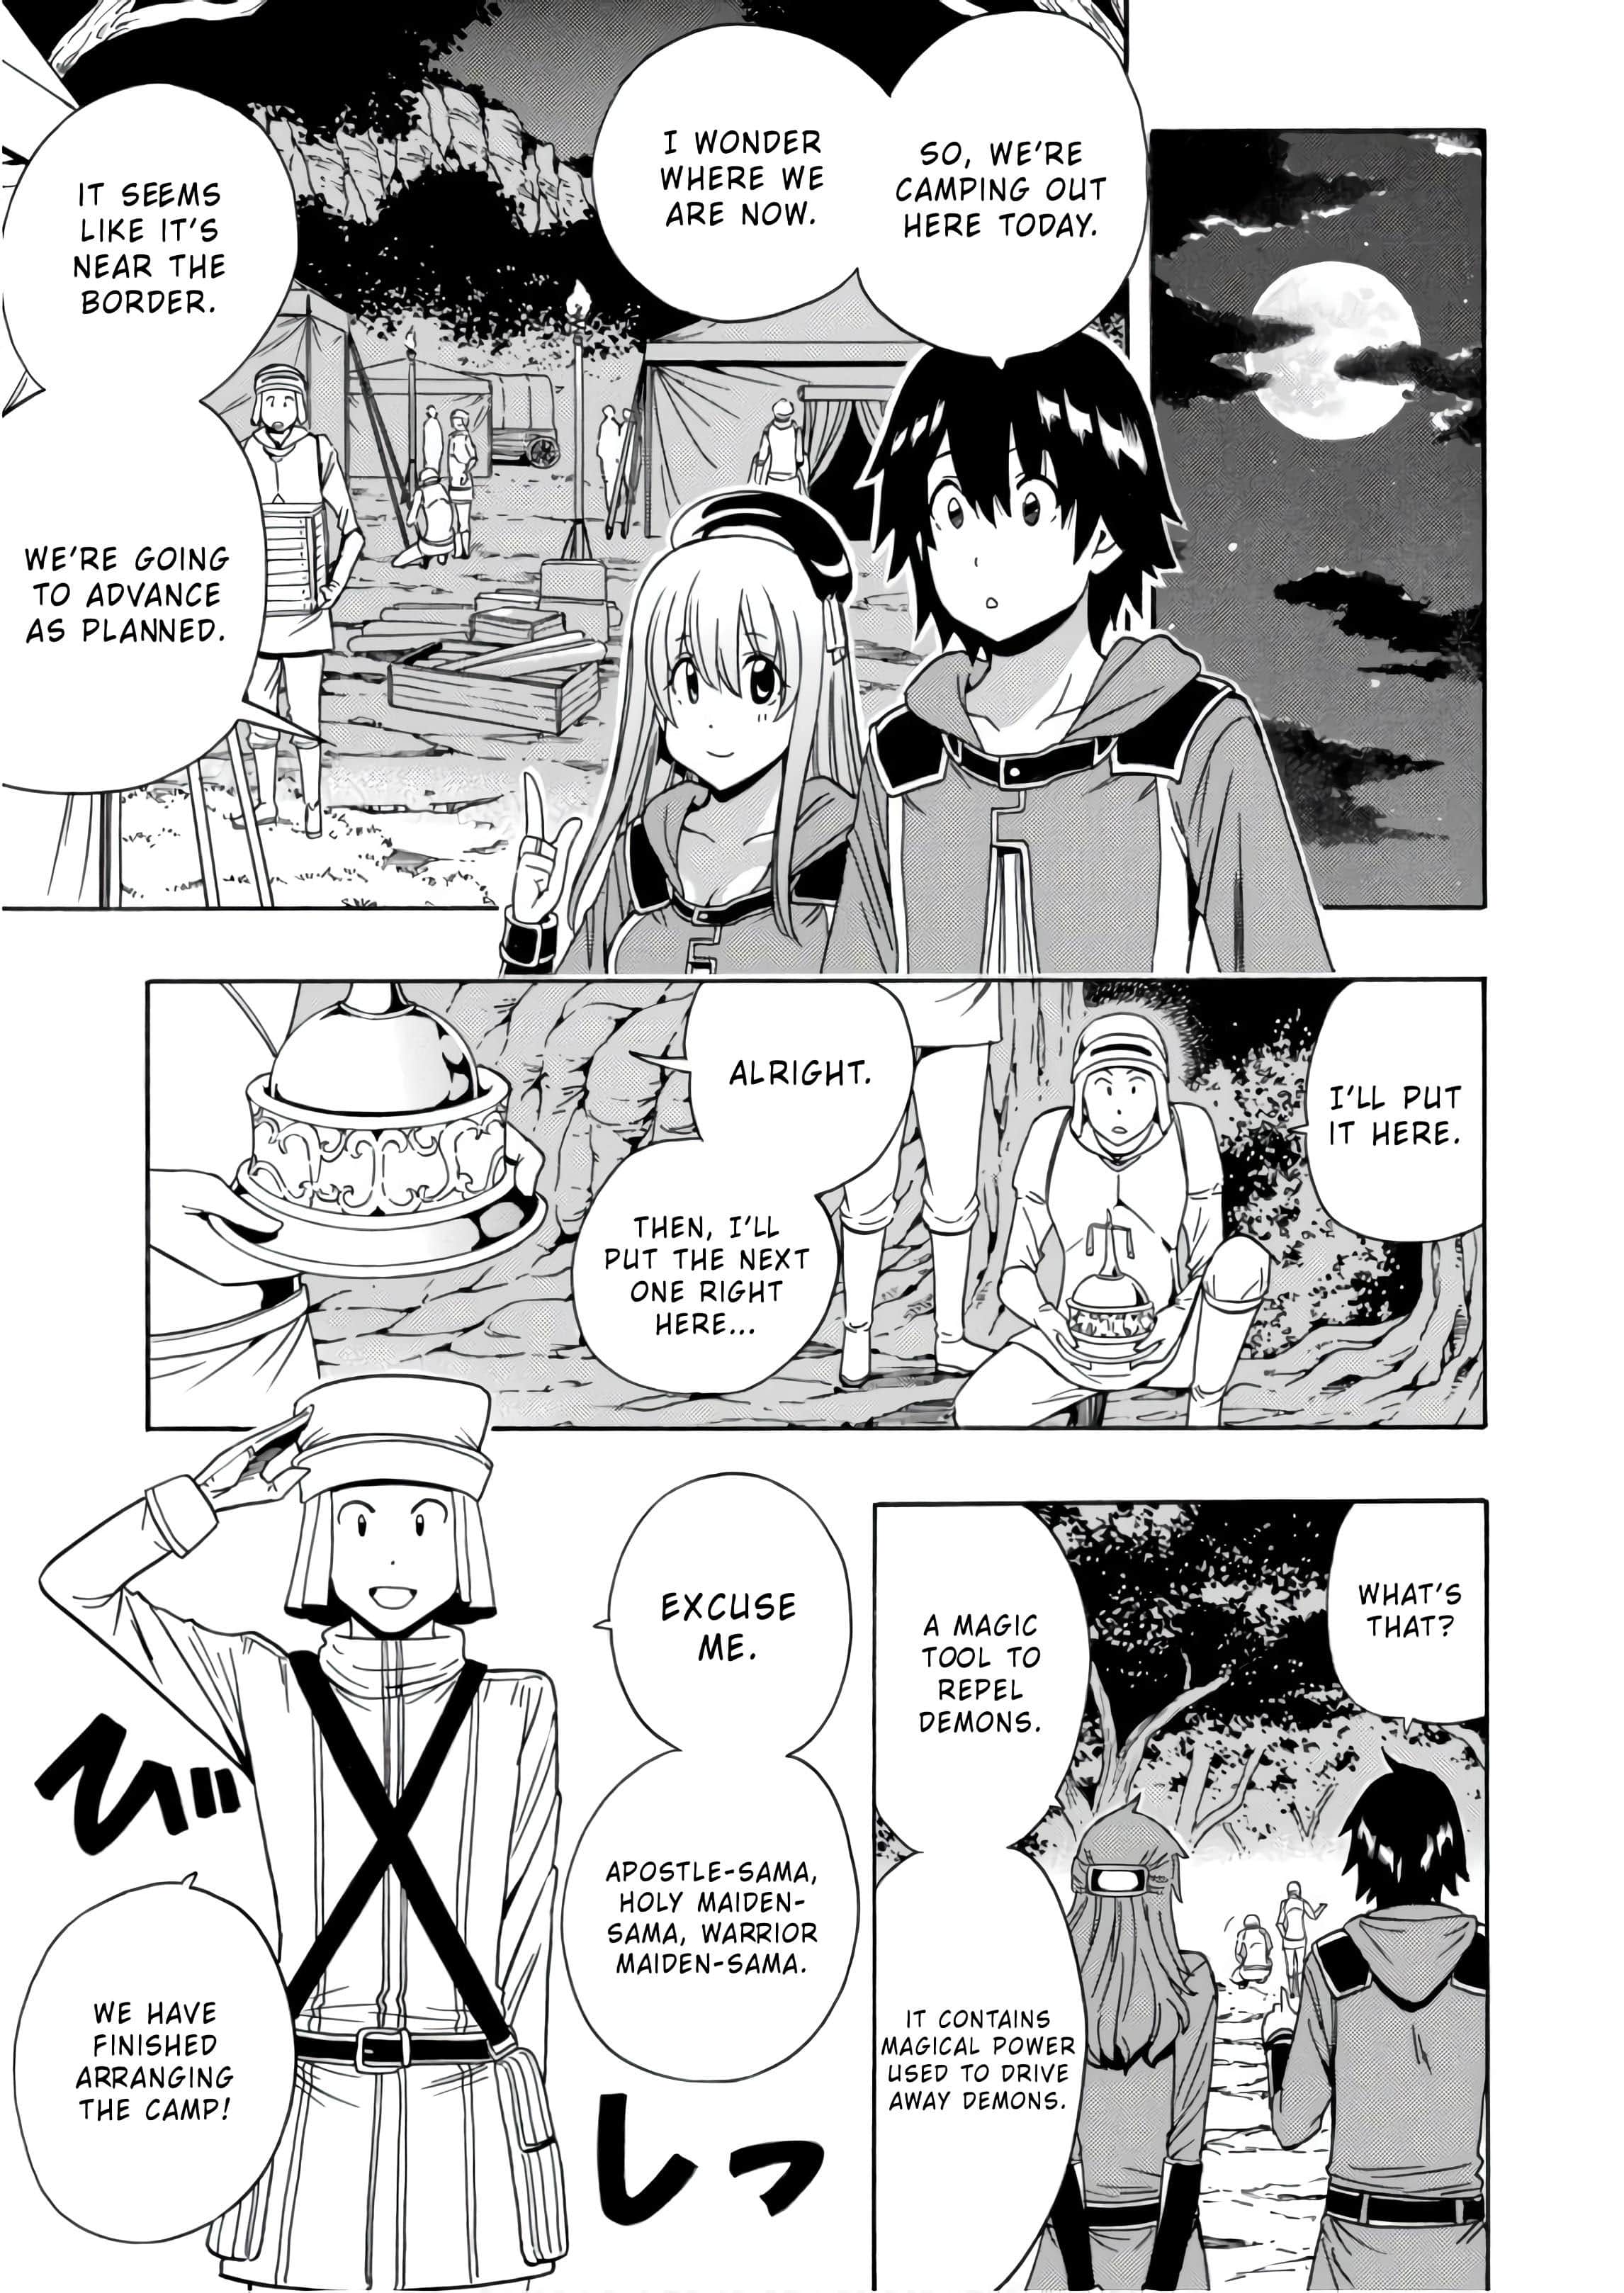 SO, WE'RE
CAMPING OUT
HERE TODAY.
I WONDER
WHERE WE
ARE NOW.
IT SEEMS
LIKE IT'S
NEAR THE
BORDER.
WE'RE GOING
TO ADVANCE
AS PLANNED.
I'LL PUT
IT HERE.
ALRIGHT.
THEN, I'LL
PUT THE NEXT
ONE RIGHT
HERE...
WHAT'S
THAT?
A MAGIC
TOOL TO
REPEL
DEMONS.
IT CONTAINS
MAGICAL POWER
USED TO DRIVE
AWAY DEMONS.
EXCUSE
ME.
APOSTLE-SAMA,
HOLY MAIDEN-
SAMA, WARRIOR
MAIDEN-SAMA.
びしっ
WE HAVE
FINISHED
ARRANGING
THE CAMP!